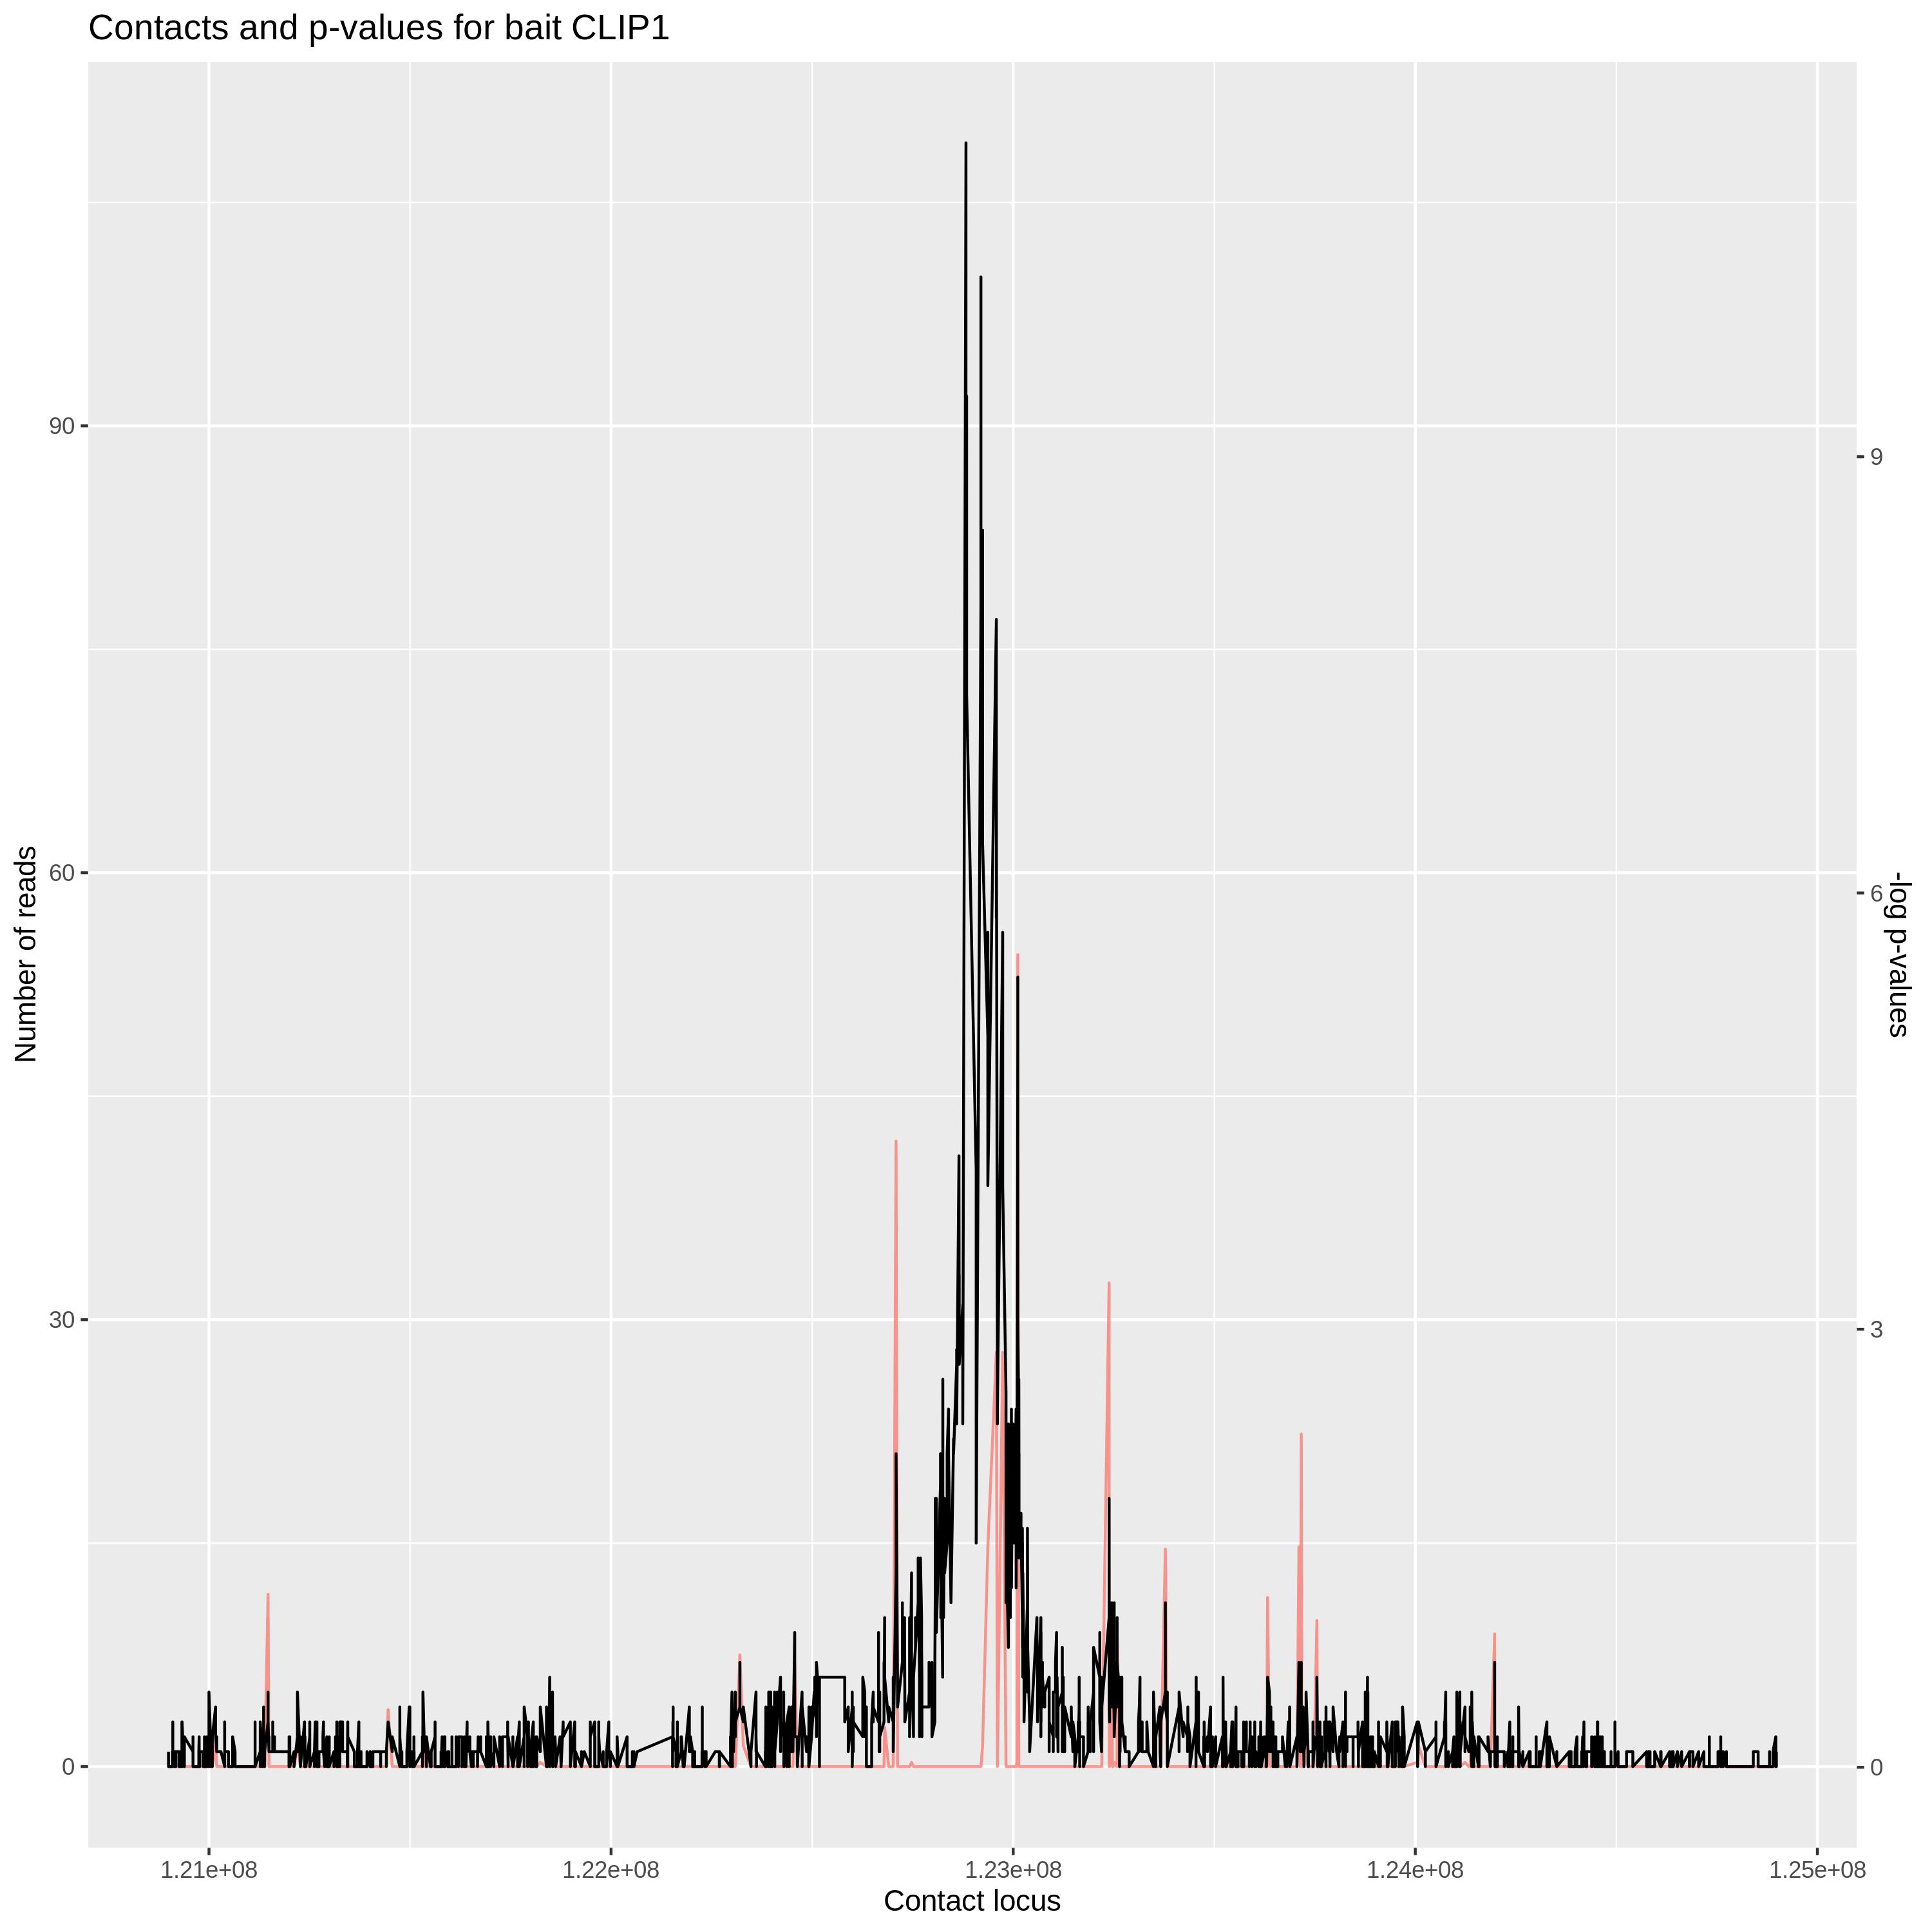 Contacts and p-values for bait CLIP1
Number of reads
90
60
30
0
9
6
3
0
-log p-values
1.21e+08
1.22e+08
1.23e+08
1.24e+08
1.25e+08
Contact locus